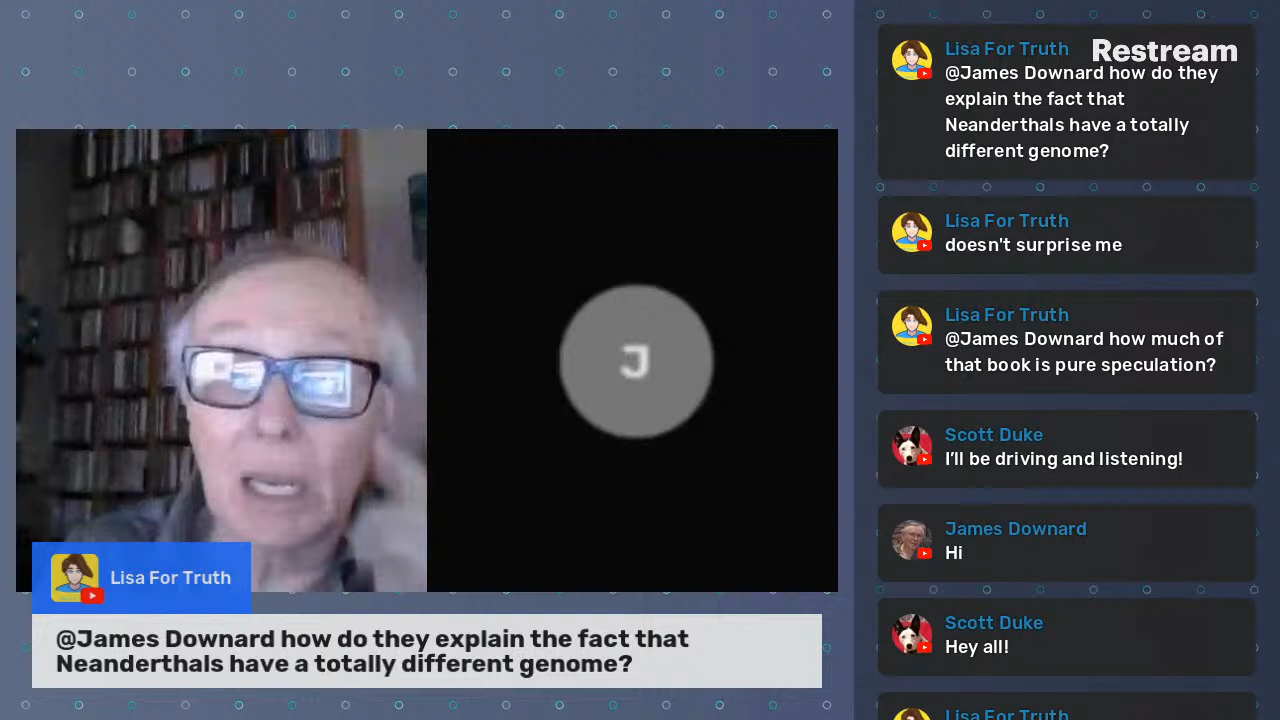 Restream
Lisa For Truth
@James Downard how do they
explain the fact that
Neanderthals have a totally
different genome?
Lisa For Truth
doesn't surprise me
Lisa For Truth
@James Downard how much of
that book is pure speculation?
Scott Duke
I'll be driving and listening!
James Downard
Hi
Scott Duke
Hey all!
Lisa For Truth
J
Lisa For Truth
@James Downard how do they explain the fact that
Neanderthals have a totally different genome?